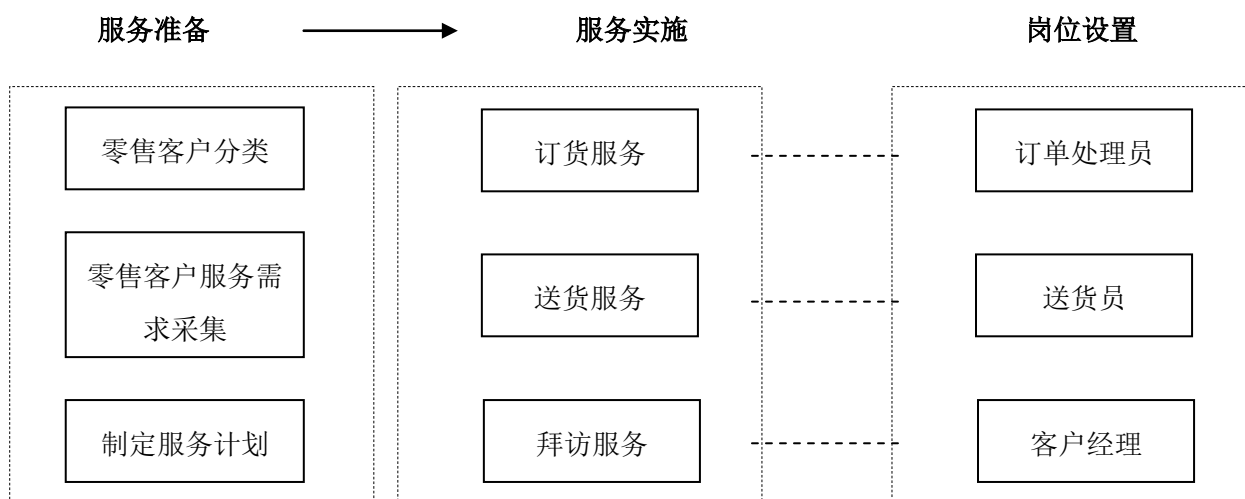 服务准备
服务实施
岗位设置
零售客户分类
订货服务
订单处理员
零售客户服务需
求采集
送货服务
送货员
制定服务计划
拜访服务
客户经理